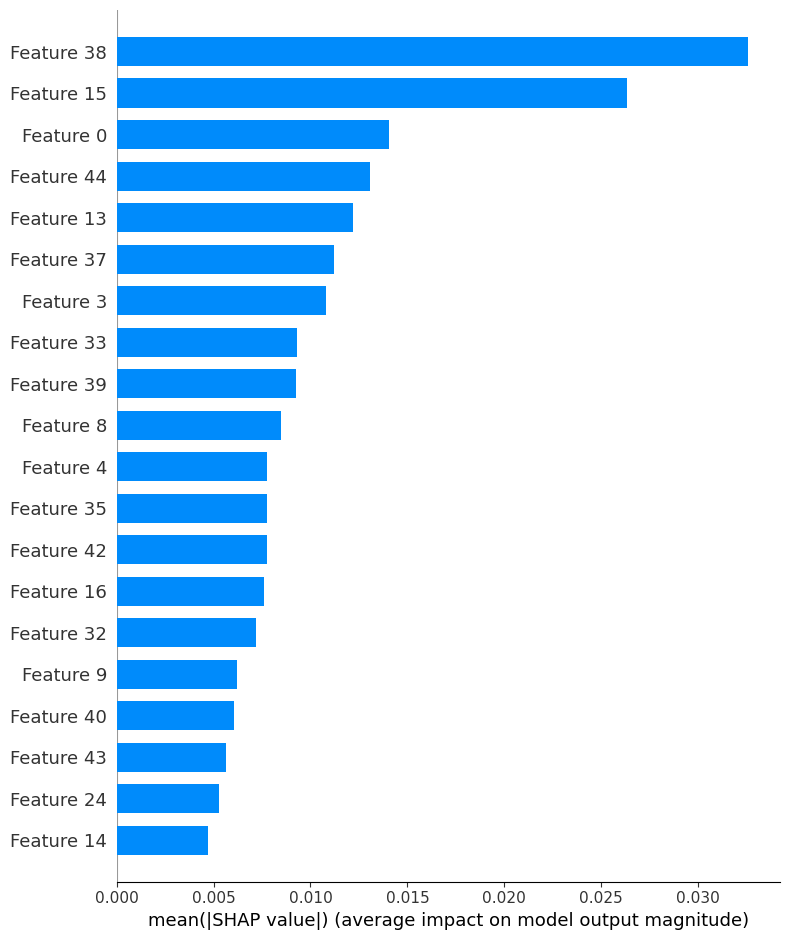 Feature 38
Feature 15
Feature 0
Feature 44
Feature 13
Feature 37
Feature 3
Feature 33
Feature 39
Feature 8
Feature 4
Feature 35
Feature 42
Feature 16
Feature 32
Feature 9
Feature 40
Feature 43
Feature 24
Feature 14
0.000 0.005 0.010 0.015 0.020 0.025 0.030
mean(|SHAP value|) (average impact on model output magnitude)